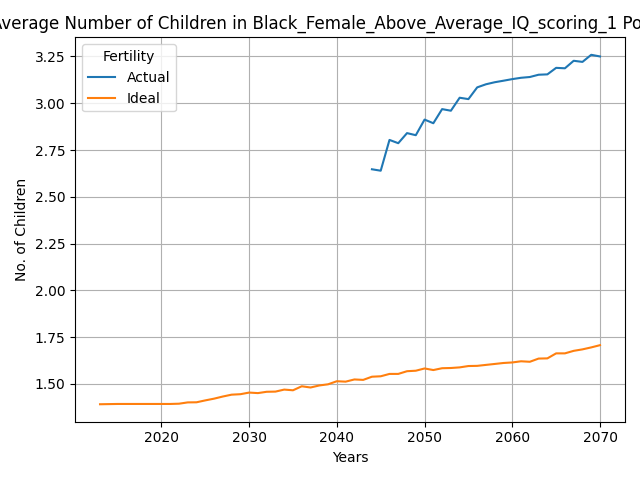 Average Number of Children in Black_Female_Above_Average_IQ_scoring_1 Po
Fertility
Actual
Ideal
No. of Children
3.25
3.00
2.75
2.50
2.25
2.00
1.75
1.50
2020 2030 2040 2050 2060 2070
Years